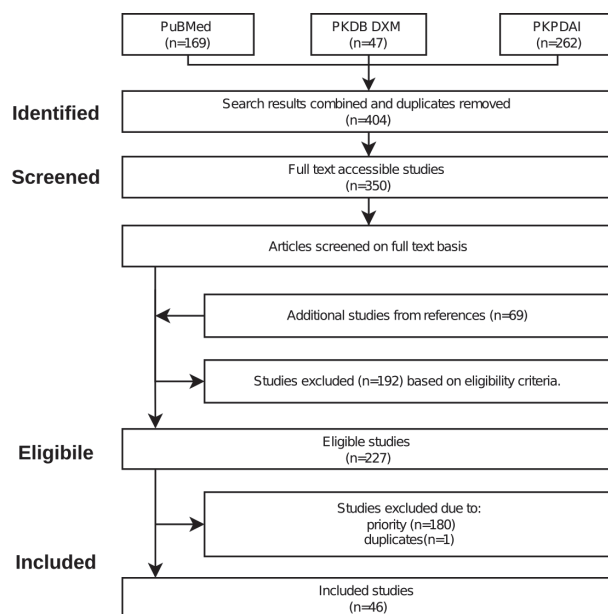 PuBMed
(n=169)
PKDB DXM
(n=47)
PKPDAI
(n=262)
Identified
Search results combined and duplicates removed
(n=404)
Screened
Full text accessible studies
(n=350)
Articles screened on full text basis
Additional studies from references (n=69)
Studies excluded (n=192) based on eligibility criteria.
Eligibile
Eligible studies
(n=227)
Studies excluded due to:
priority (n=180)
duplicates(n=1)
Included
Included studies
(n=46)